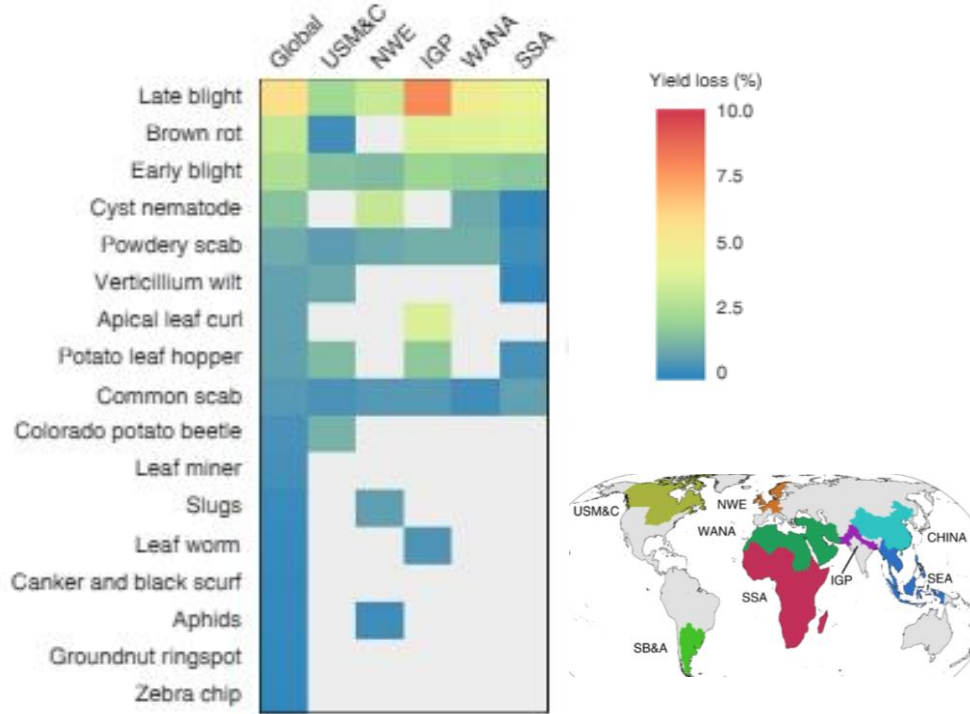 Global USM&C NWE IGP WANA SSA
Late blight
Brown rot
Early blight
Cyst nematode
Powdery scab
Verticillium wilt
Apical leaf curl
Potato leaf hopper
Common scab
Colorado potato beetle
Leaf miner
Slugs
Leaf worm
Canker and black scurf
Aphids
Groundnut ringspot
Zebra chip
Yield loss (%)
10.0
7.5
5.0
2.5
0
USM&C
NWE
WANA
CHINA
IGP
SEA
SSA
SB&A